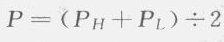 P = (P_H + P_L) ÷ 2